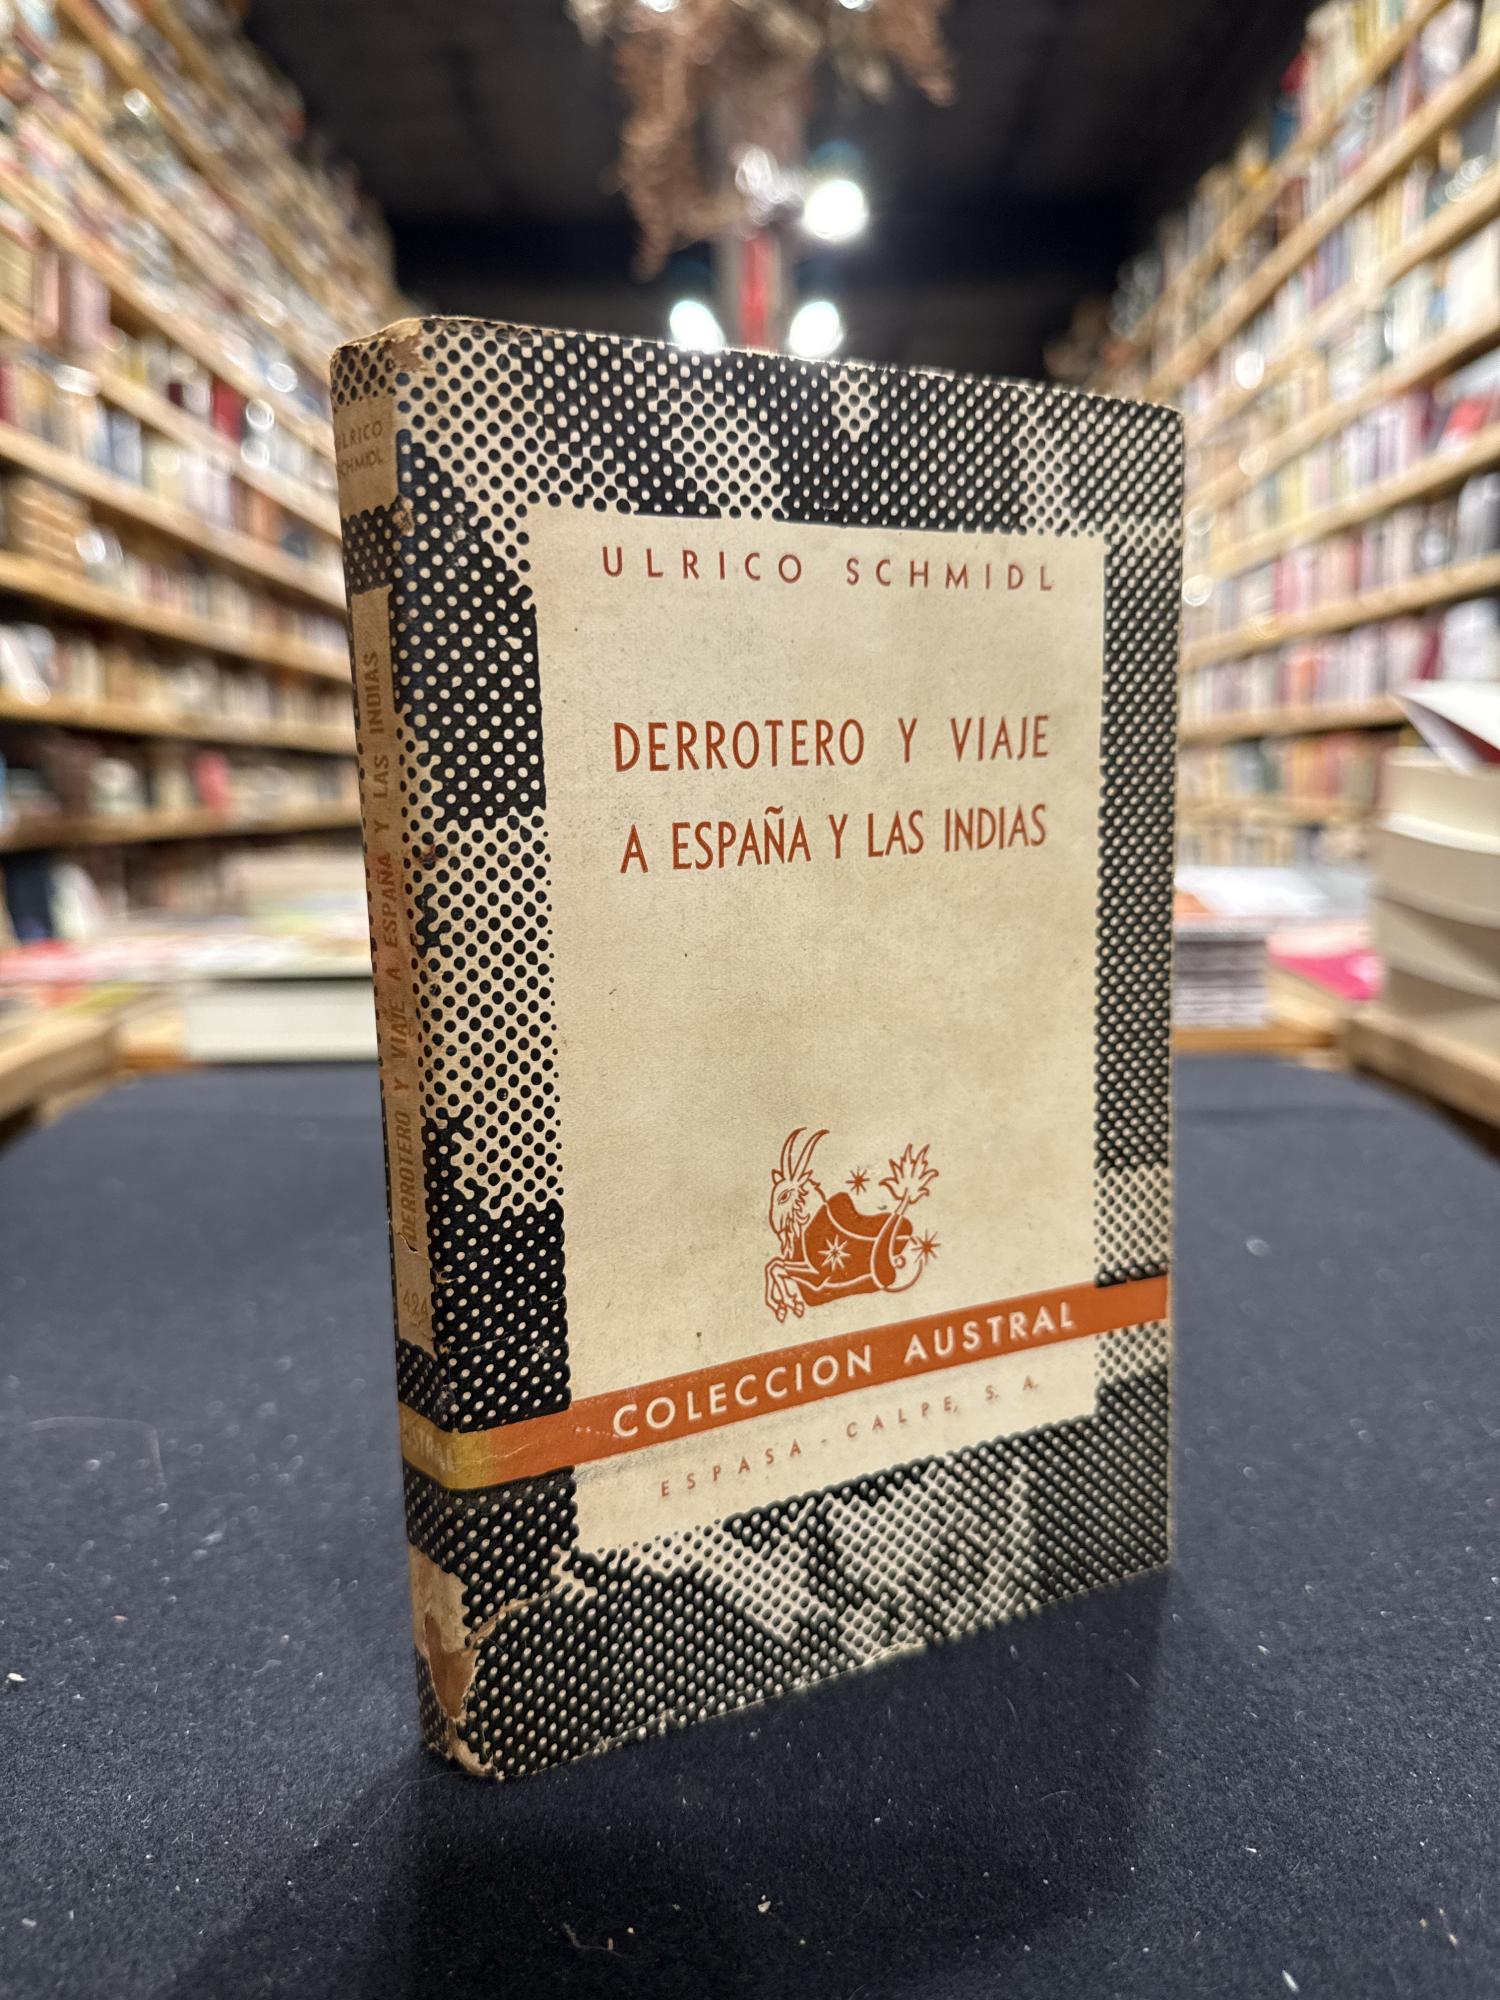 ULRICO SCHMIDL
DERROTERO Y VIAJE
A ESPAÑA Y LAS INDIAS
COLECCION AUSTRAL
ESPASA-CALPE, S. A.
ULRICO
SCHMIDL
DERROTERO Y VIAJE A ESPAÑA Y LAS INDIAS
424
AUSTRAL